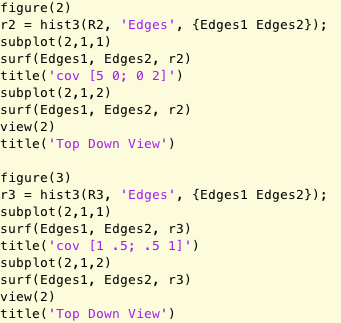 figure(2)
r2 = hist3(R2, 'Edges', {Edges1 Edges2});
subplot(2,1,1)
surf(Edges1, Edges2, r2)
title('cov [5 0; 0 2]')
subplot(2,1,2)
surf(Edges1, Edges2, r2)
view(2)
title('Top Down View')

figure(3)
r3 = hist3(R3, 'Edges', {Edges1 Edges2});
subplot(2,1,1)
surf(Edges1, Edges2, r3)
title('cov [1 .5; .5 1]')
subplot(2,1,2)
surf(Edges1, Edges2, r3)
view(2)
title('Top Down View')